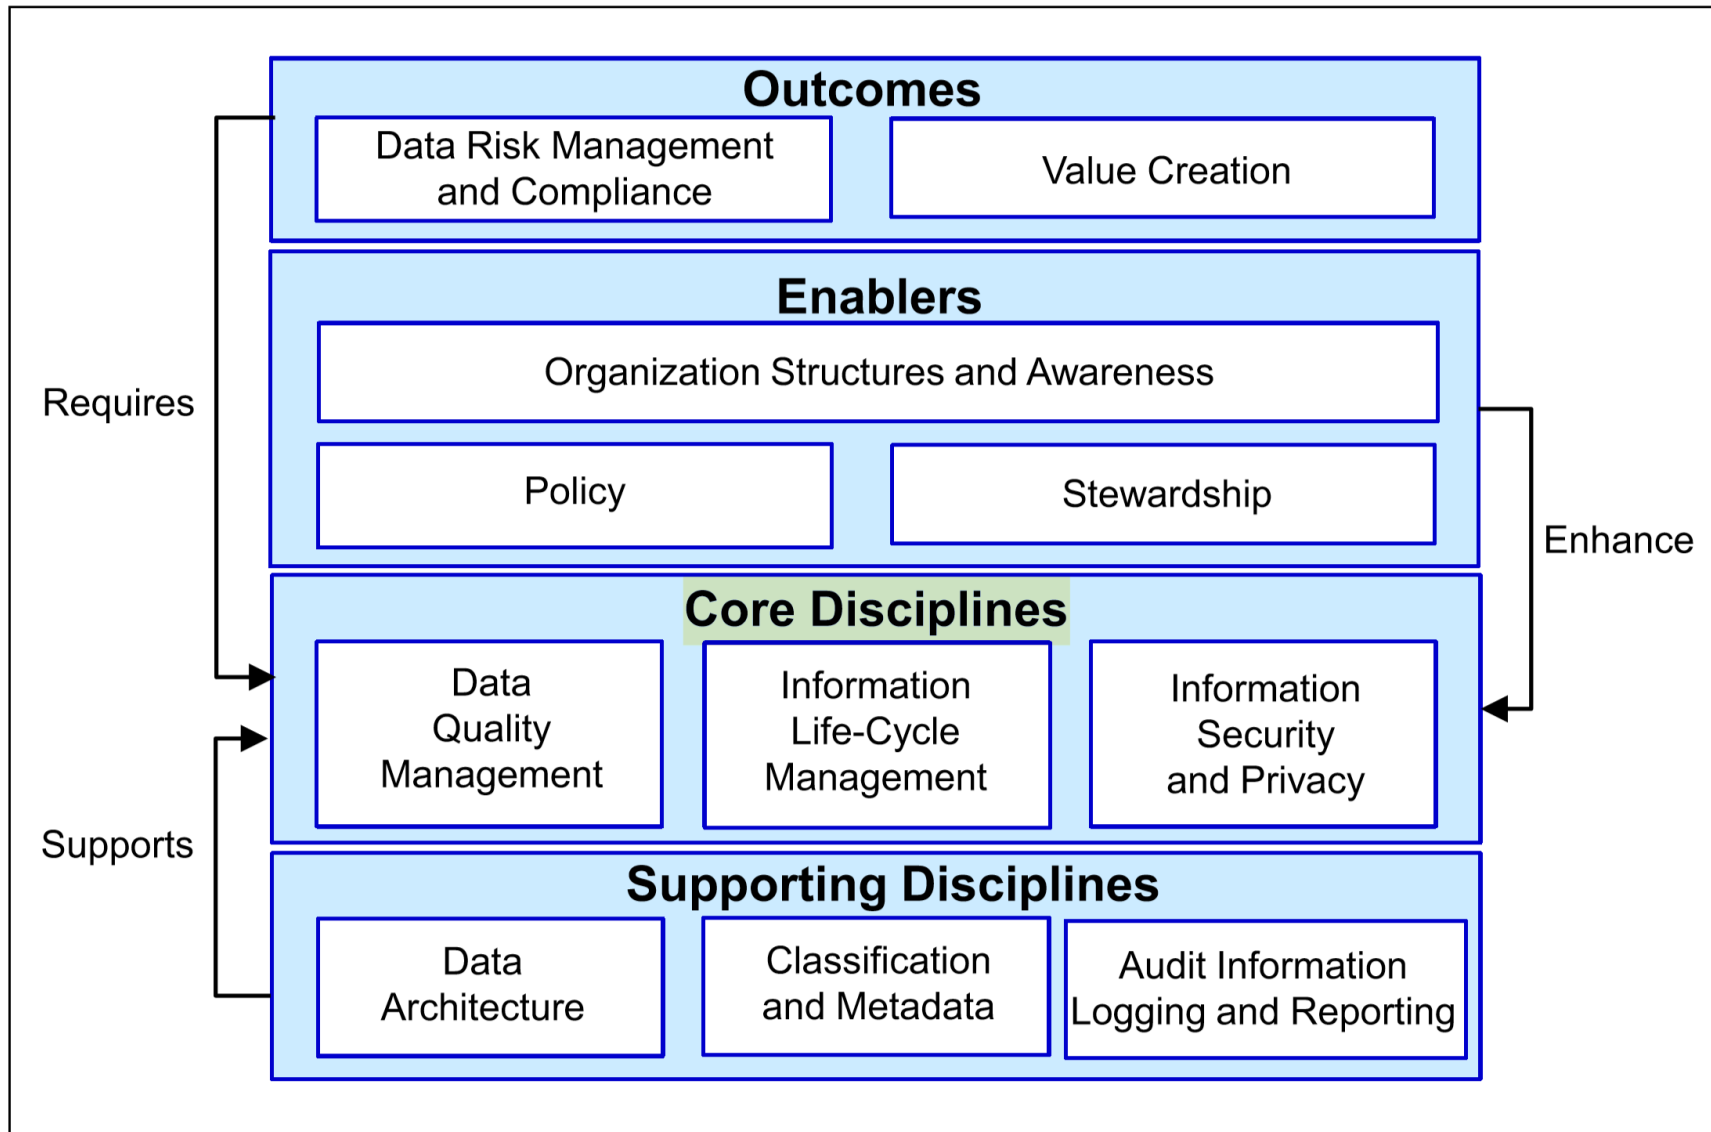 Outcomes
Data Risk Management
and Compliance
Value Creation
Enablers
Organization Structures and Awareness
Requires
Policy
Stewardship
Enhance
Core Disciplines
Data
Quality
Management
Information
Life-Cycle
Management
Information
Security
and Privacy
Supports
Supporting Disciplines
Data
Architecture
Classification
and Metadata
Audit Information
Logging and Reporting